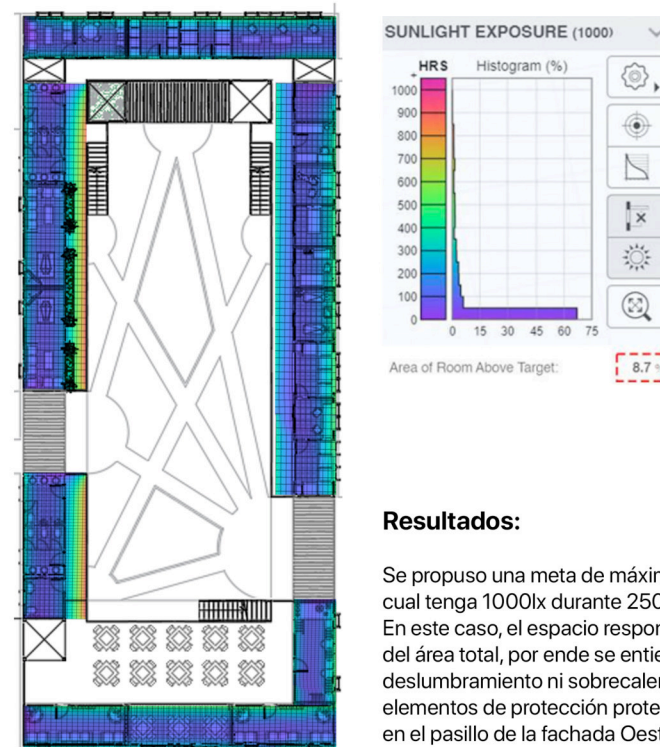 SUNLIGHT EXPOSURE (1000)
HRS
Histogram (%)
+
1000
900
800
700
600
500
400
300
200
100
0
0 15 30 45 60 75
Area of Room Above Target:
8.7 %
Resultados:
Se propuso una meta de máxim
cual tenga 1000lx durante 250
En este caso, el espacio respon
del área total, por ende se entie
deslumbramiento ni sobrecaler
elementos de protección prote
en el pasillo de la fachada Oest